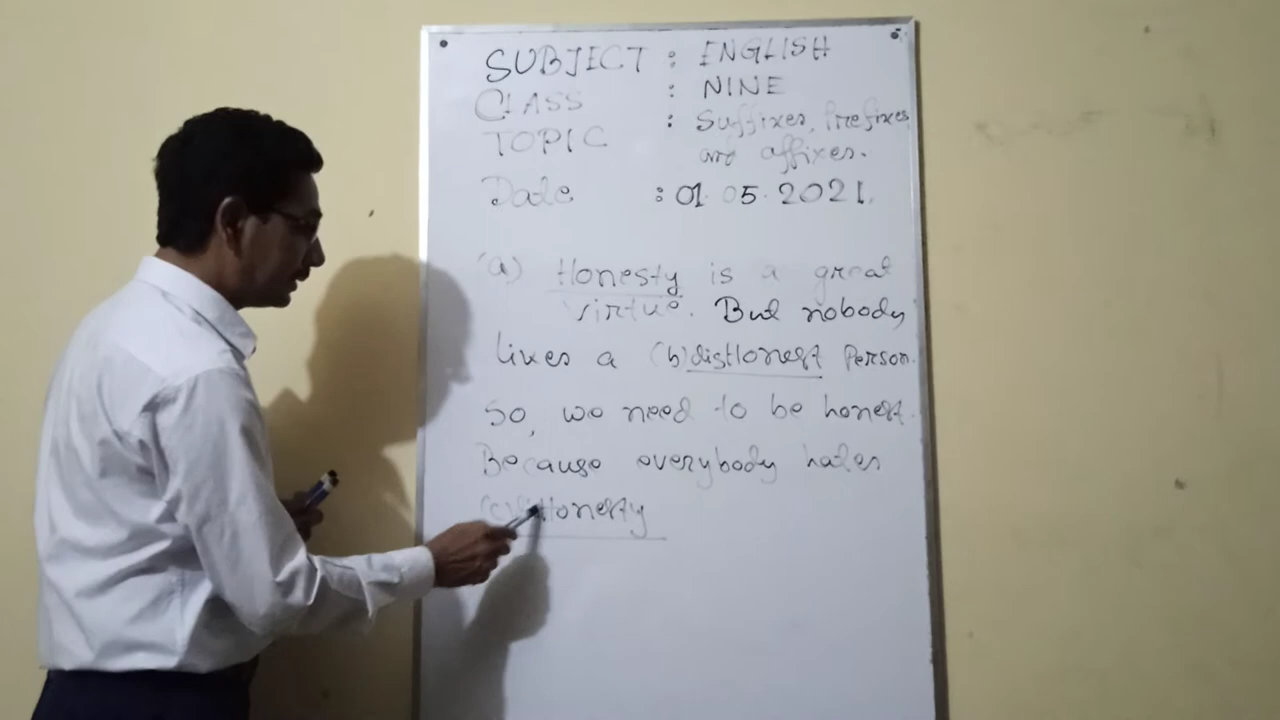 SUBJECT : ENGLISH
CLASS : NINE
TOPIC : Suffixes, Prefixes
and affixes.
Date : 01.05.2021.
(a) Honesty is a great
virtue. But nobody
likes a (b) disHonest Person.
So, we need to be honest.
Because everybody hates
(c) disHonesty